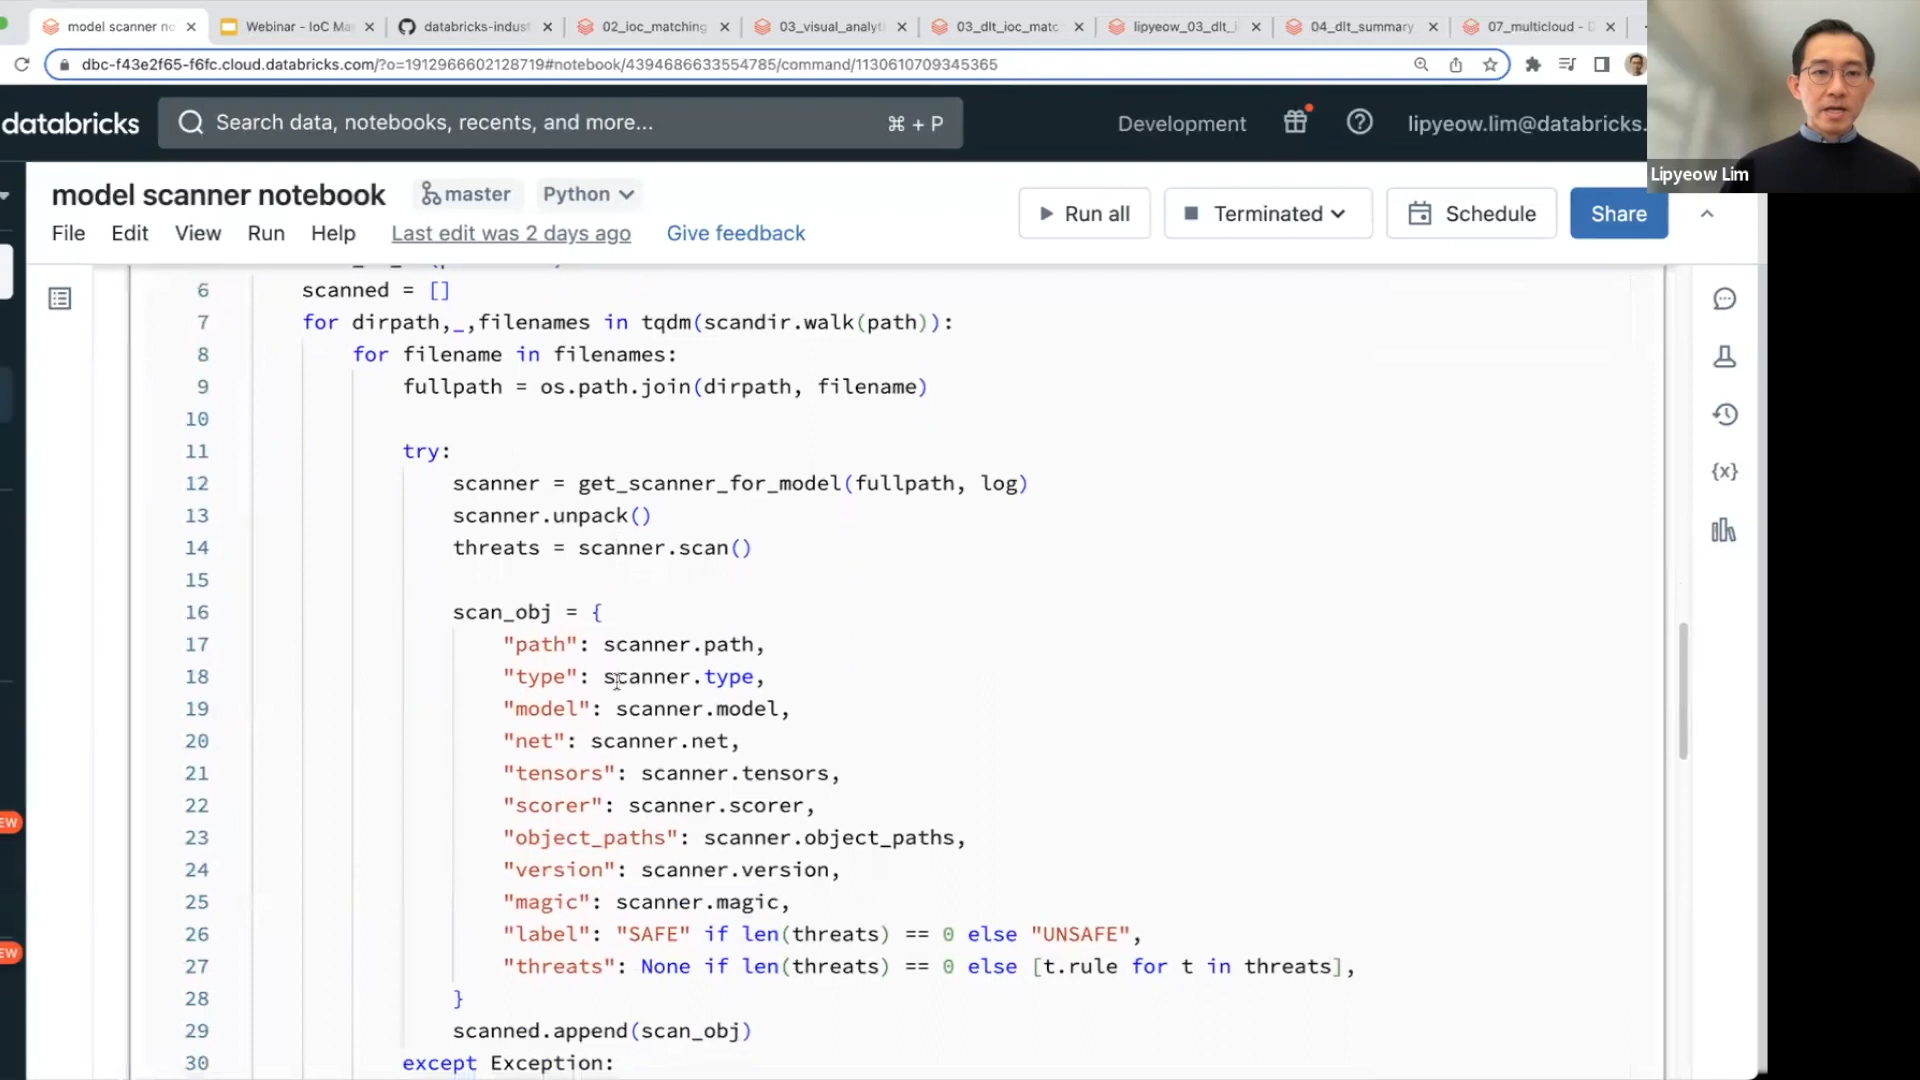 model scanner no
Webinar - IoC Ma
databricks-indust
02_ioc_matching
03_visual_analyt
03_dlt_ioc_matc
lipyeow_03_dlt_i
04_dlt_summary
07_multicloud - D
dbc-f43e2f65-f6fc.cloud.databricks.com/?o=1912966602128719#notebook/4394686633554785/command/1130610709345365
databricks
Search data, notebooks, recents, and more...
⌘ + P
Development
lipyeow.lim@databricks.
Lipyeow Lim
model scanner notebook
master
Python
File Edit View Run Help Last edit was 2 days ago Give feedback
Run all
Terminated
Schedule
Share
6 scanned = []
7 for dirpath,_,filenames in tqdm(scandir.walk(path)):
8 for filename in filenames:
9 fullpath = os.path.join(dirpath, filename)
10
11 try:
12 scanner = get_scanner_for_model(fullpath, log)
13 scanner.unpack()
14 threats = scanner.scan()
15
16 scan_obj = {
17 "path": scanner.path,
18 "type": scanner.type,
19 "model": scanner.model,
20 "net": scanner.net,
21 "tensors": scanner.tensors,
22 "scorer": scanner.scorer,
23 "object_paths": scanner.object_paths,
24 "version": scanner.version,
25 "magic": scanner.magic,
26 "label": "SAFE" if len(threats) == 0 else "UNSAFE",
27 "threats": None if len(threats) == 0 else [t.rule for t in threats],
28 }
29 scanned.append(scan_obj)
30 except Exception:
{x}
EW
EW